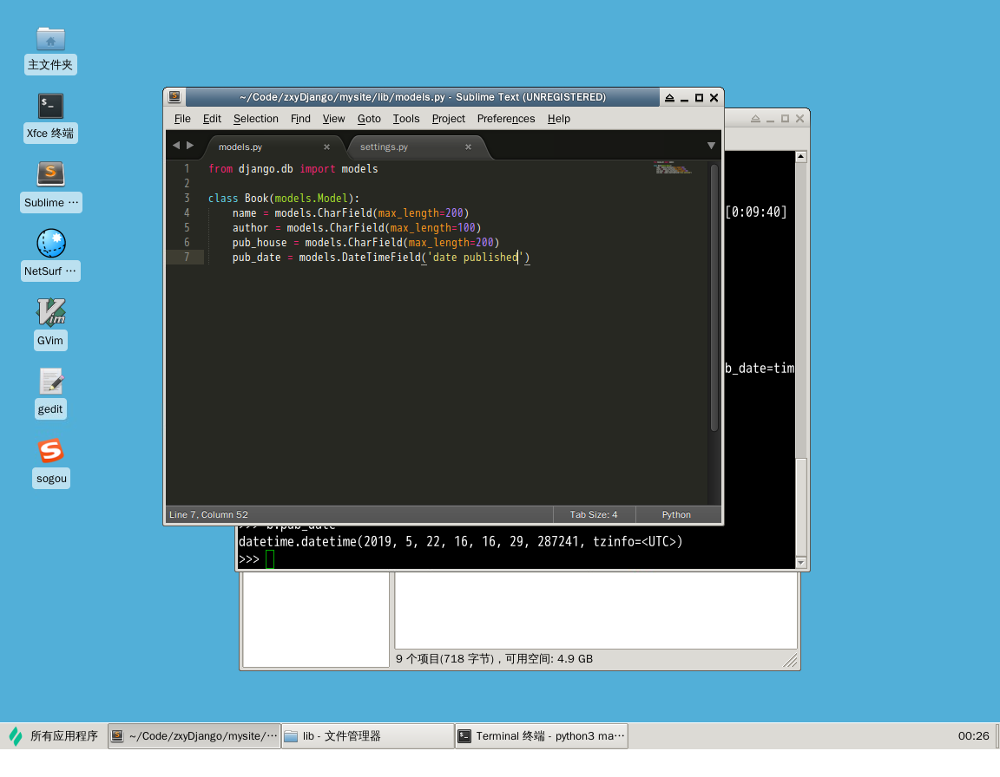 主文件夹
Xfce 终端
Sublime ⋯
NetSurf ⋯
GVim
gedit
sogou
~/Code/zxyDjango/mysite/lib/models.py - Sublime Text (UNREGISTERED)
File Edit Selection Find View Goto Tools Project Preferences Help
models.py × settings.py ×
1 from django.db import models
2
3 class Book(models.Model):
4     name = models.CharField(max_length=200)
5     author = models.CharField(max_length=100)
6     pub_house = models.CharField(max_length=200)
7     pub_date = models.DateTimeField('date published')
Line 7, Column 52 Tab Size: 4 Python
[0:09:40]
b_date=tim
>>> b.pub_date
datetime.datetime(2019, 5, 22, 16, 16, 29, 287241, tzinfo=<UTC>)
>>>
9 个项目(718 字节)，可用空间: 4.9 GB
所有应用程序 ~/Code/zxyDjango/mysite/⋯ lib - 文件管理器 Terminal 终端 - python3 ma⋯ 00:26